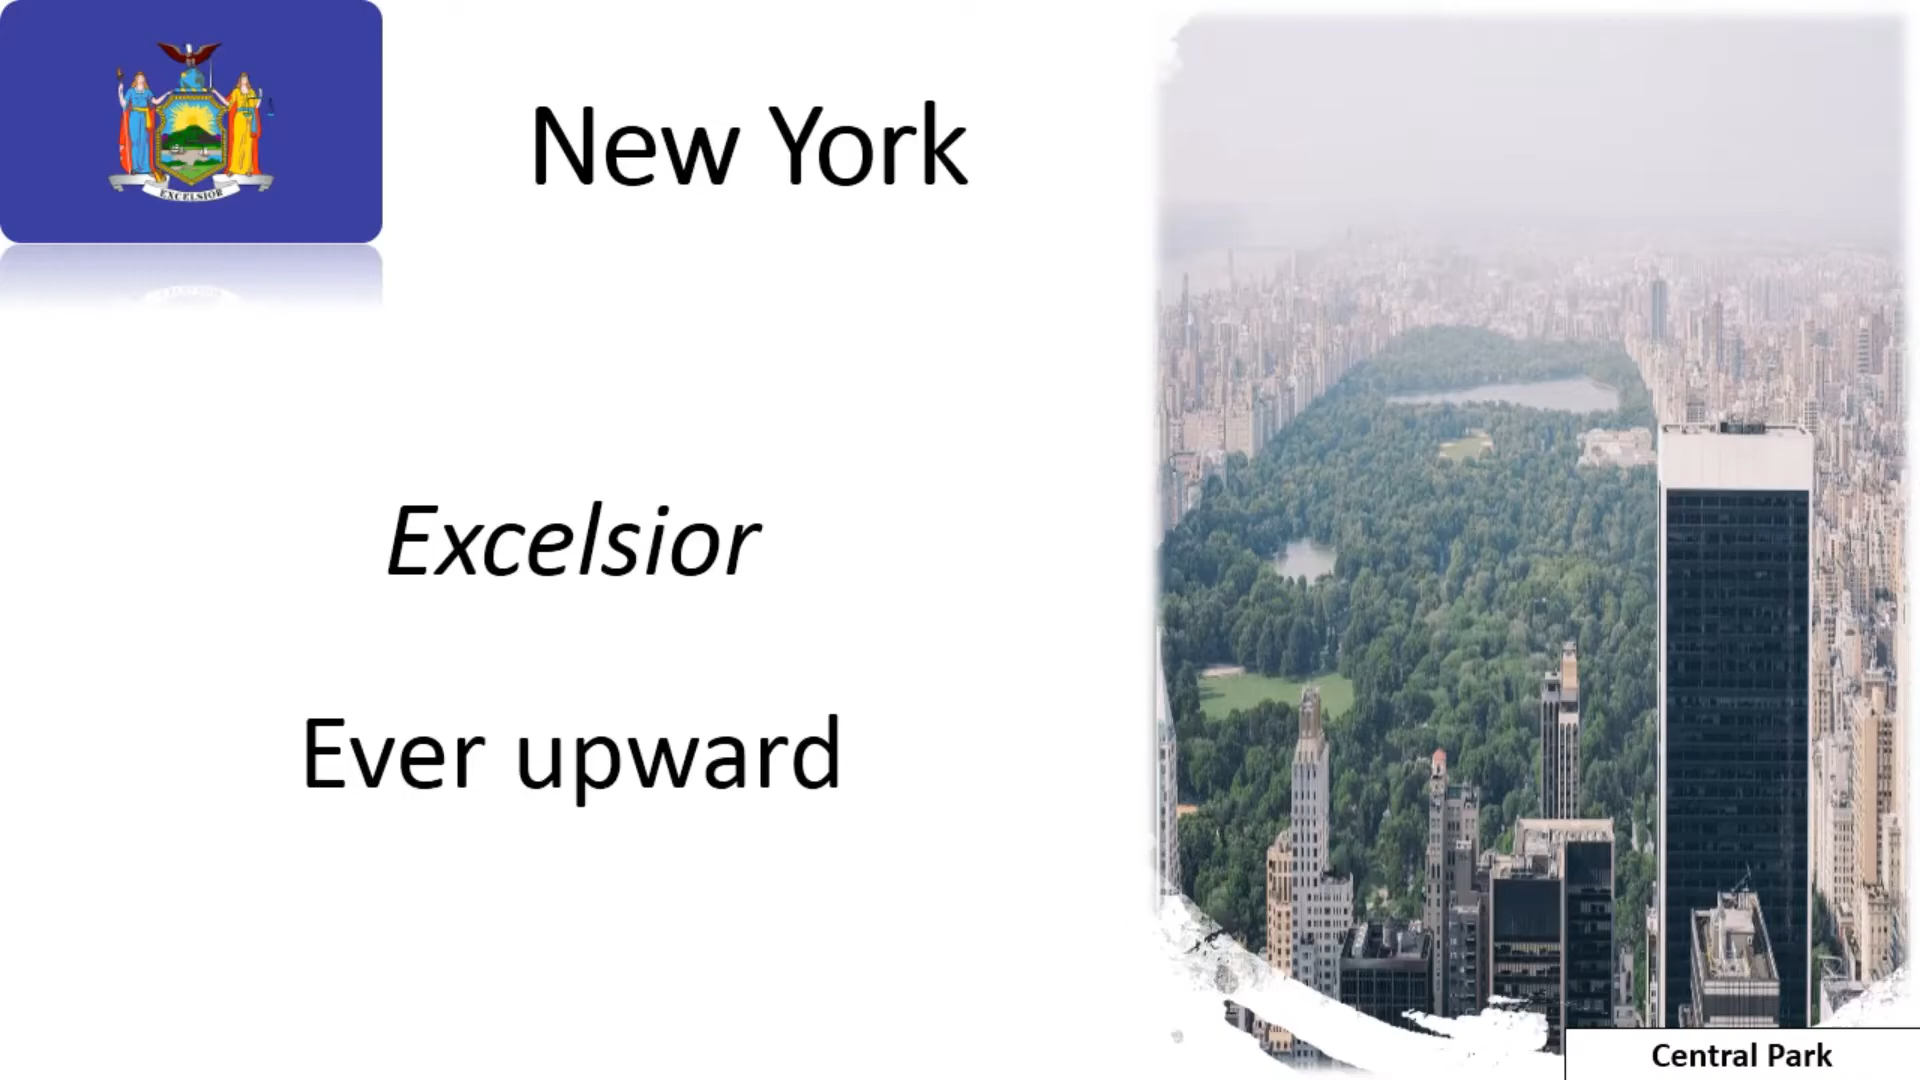 EXCELSIOR
New York
Excelsior
Ever upward
Central Park